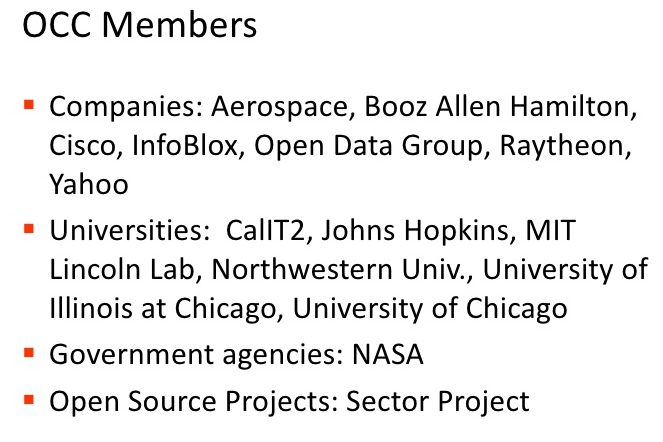 OCC Members
▪ Companies: Aerospace, Booz Allen Hamilton,
Cisco, InfoBlox, Open Data Group, Raytheon,
Yahoo
▪ Universities:  CalIT2, Johns Hopkins, MIT
Lincoln Lab, Northwestern Univ., University of
Illinois at Chicago, University of Chicago
▪ Government agencies: NASA
▪ Open Source Projects: Sector Project